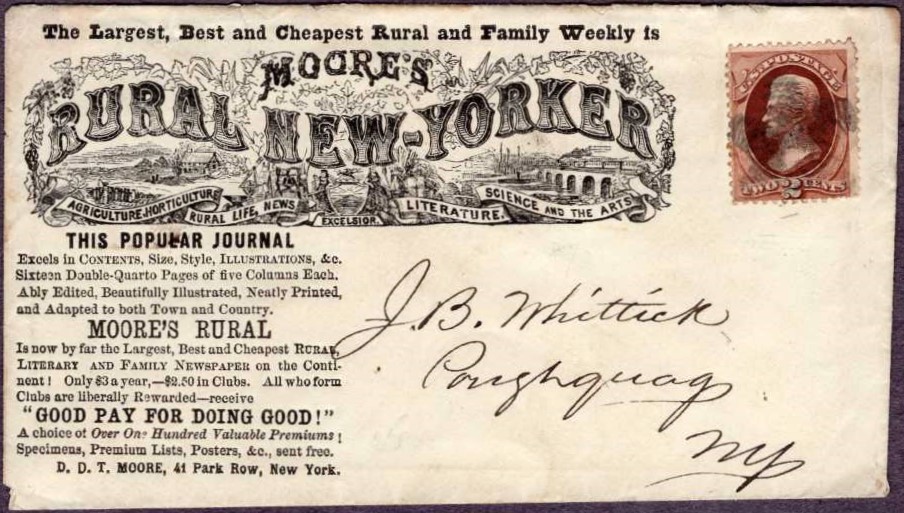 The Largest, Best and Cheapest Rural and Family Weekly is
MOORE'S
RURAL NEW-YORKER
AGRICULTURE, HORTICULTURE
RURAL LIFE, NEWS
EXCELSIOR
LITERATURE,
SCIENCE AND THE ARTS
U.S. POSTAGE
TWO 2 CENTS
THIS POPULAR JOURNAL
Excels in CONTENTS, Size, Style, ILLUSTRATIONS, &c.
Sixteen Double-Quarto Pages of five Columns Each.
Ably Edited, Beautifully Illustrated, Neatly Printed,
and Adapted to both Town and Country.
MOORE'S RURAL
Is now by far the Largest, Best and Cheapest RURAL,
LITERARY AND FAMILY NEWSPAPER on the Conti-
nent! Only $3 a year,—$2.50 in Clubs. All who form
Clubs are liberally Rewarded—receive
"GOOD PAY FOR DOING GOOD!"
A choice of Over One Hundred Valuable Premiums!
Specimens, Premium Lists, Posters, &c., sent free.
D. D. T. MOORE, 41 Park Row, New York.
J. B. Whittick
Poughquag
NY